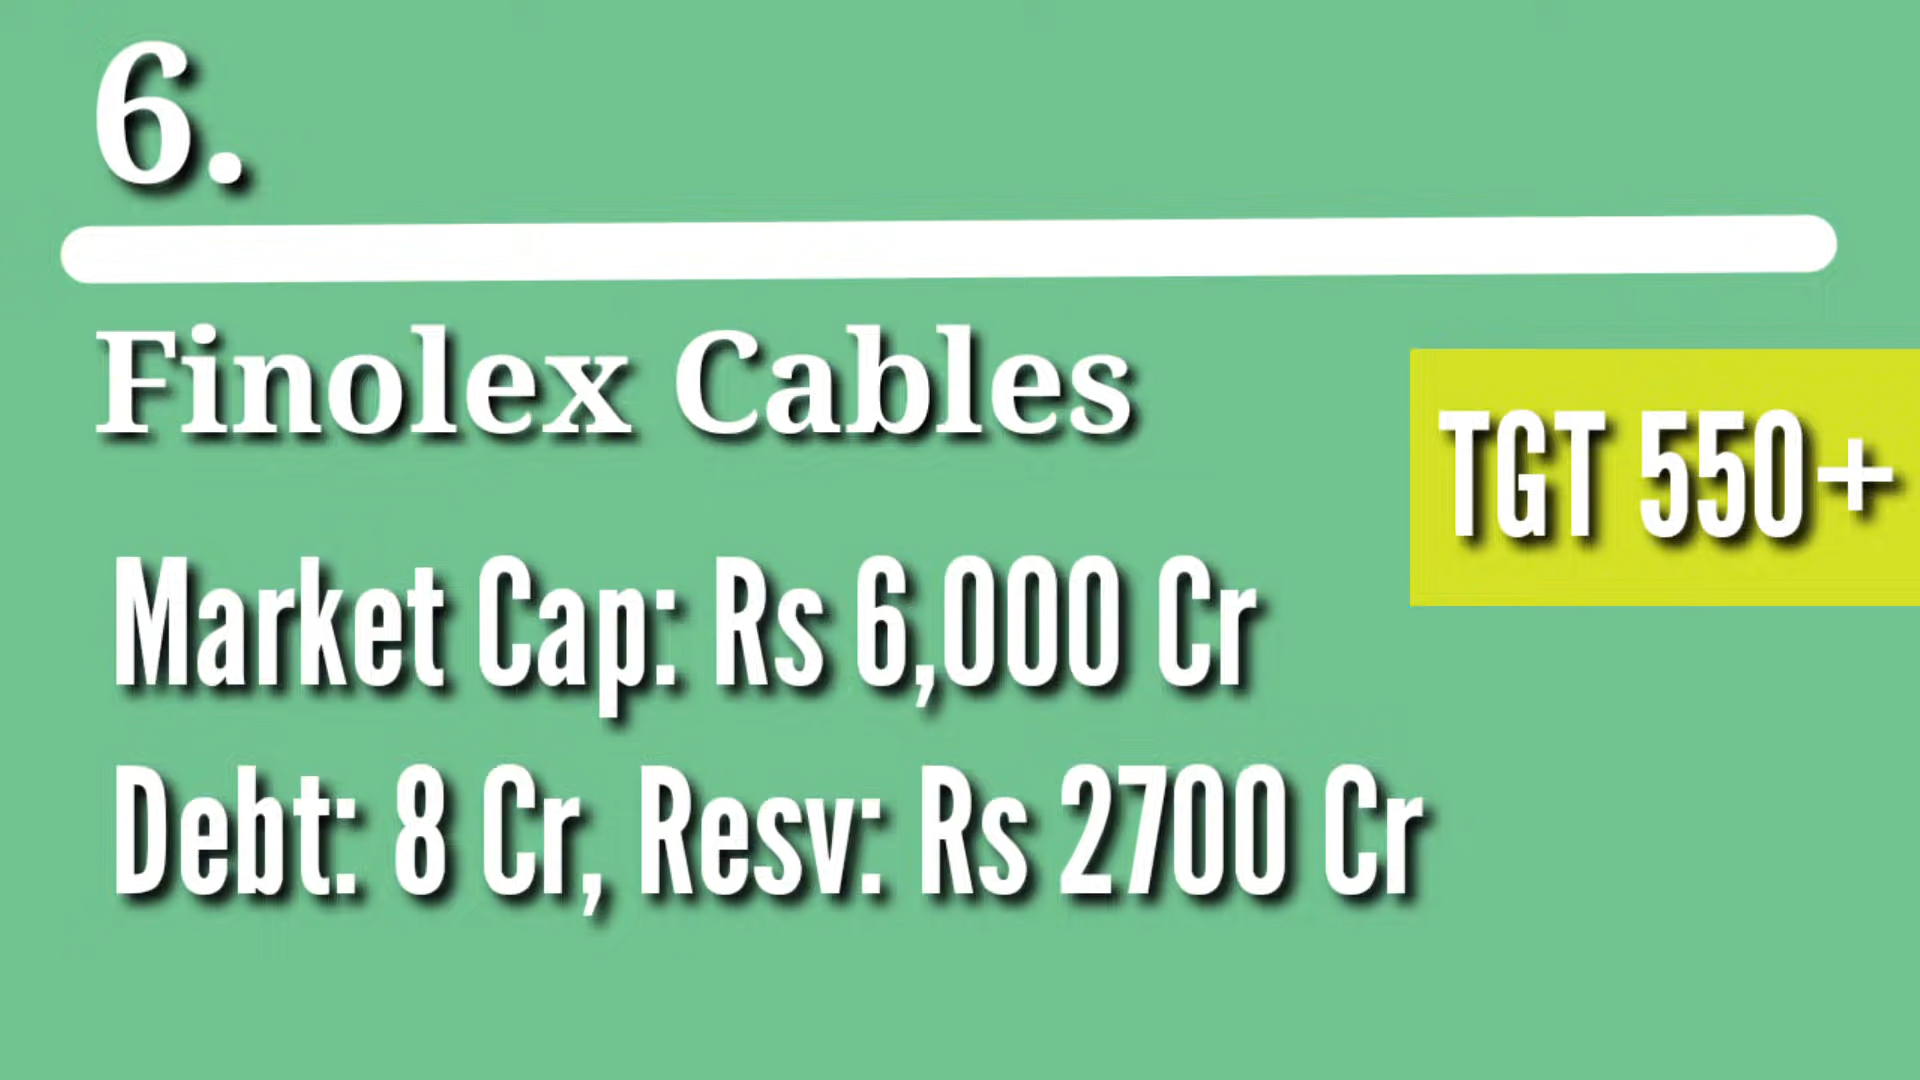 6.
Finolex Cables
TGT 550+
Market Cap: Rs 6,000 Cr
Debt: 8 Cr, Resv: Rs 2700 Cr